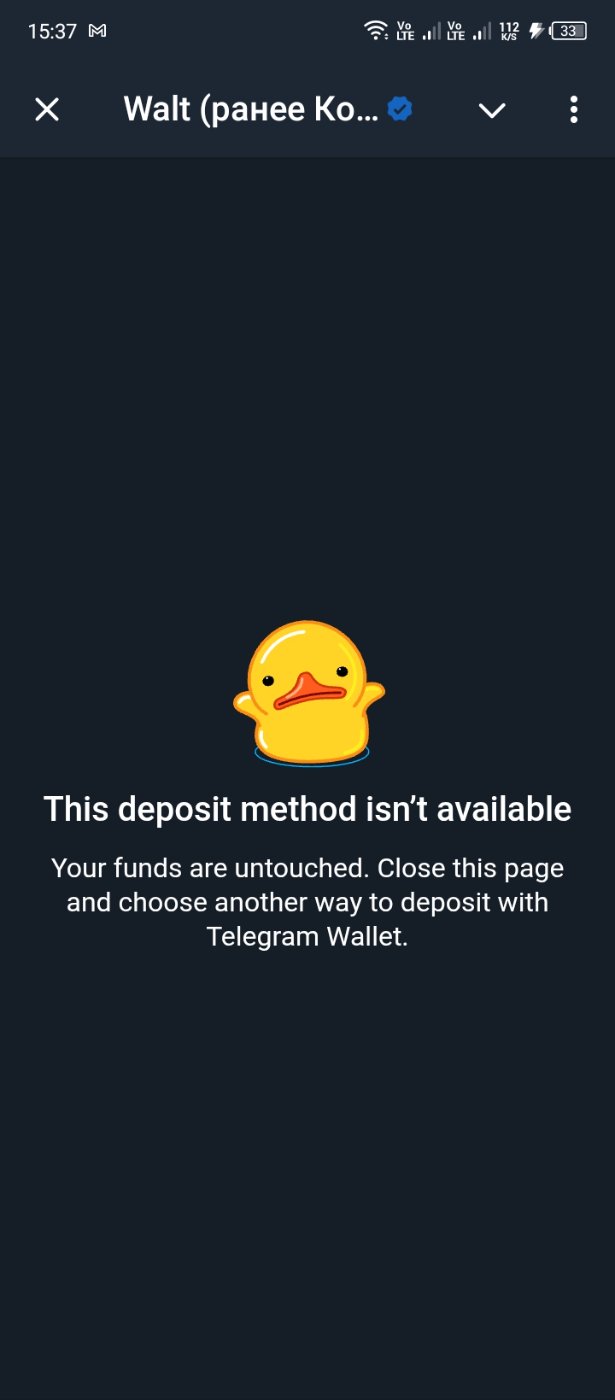 15:37
Vo LTE Vo LTE 112 K/S 33
Walt (ранее Ко...
This deposit method isn’t available
Your funds are untouched. Close this page
and choose another way to deposit with
Telegram Wallet.